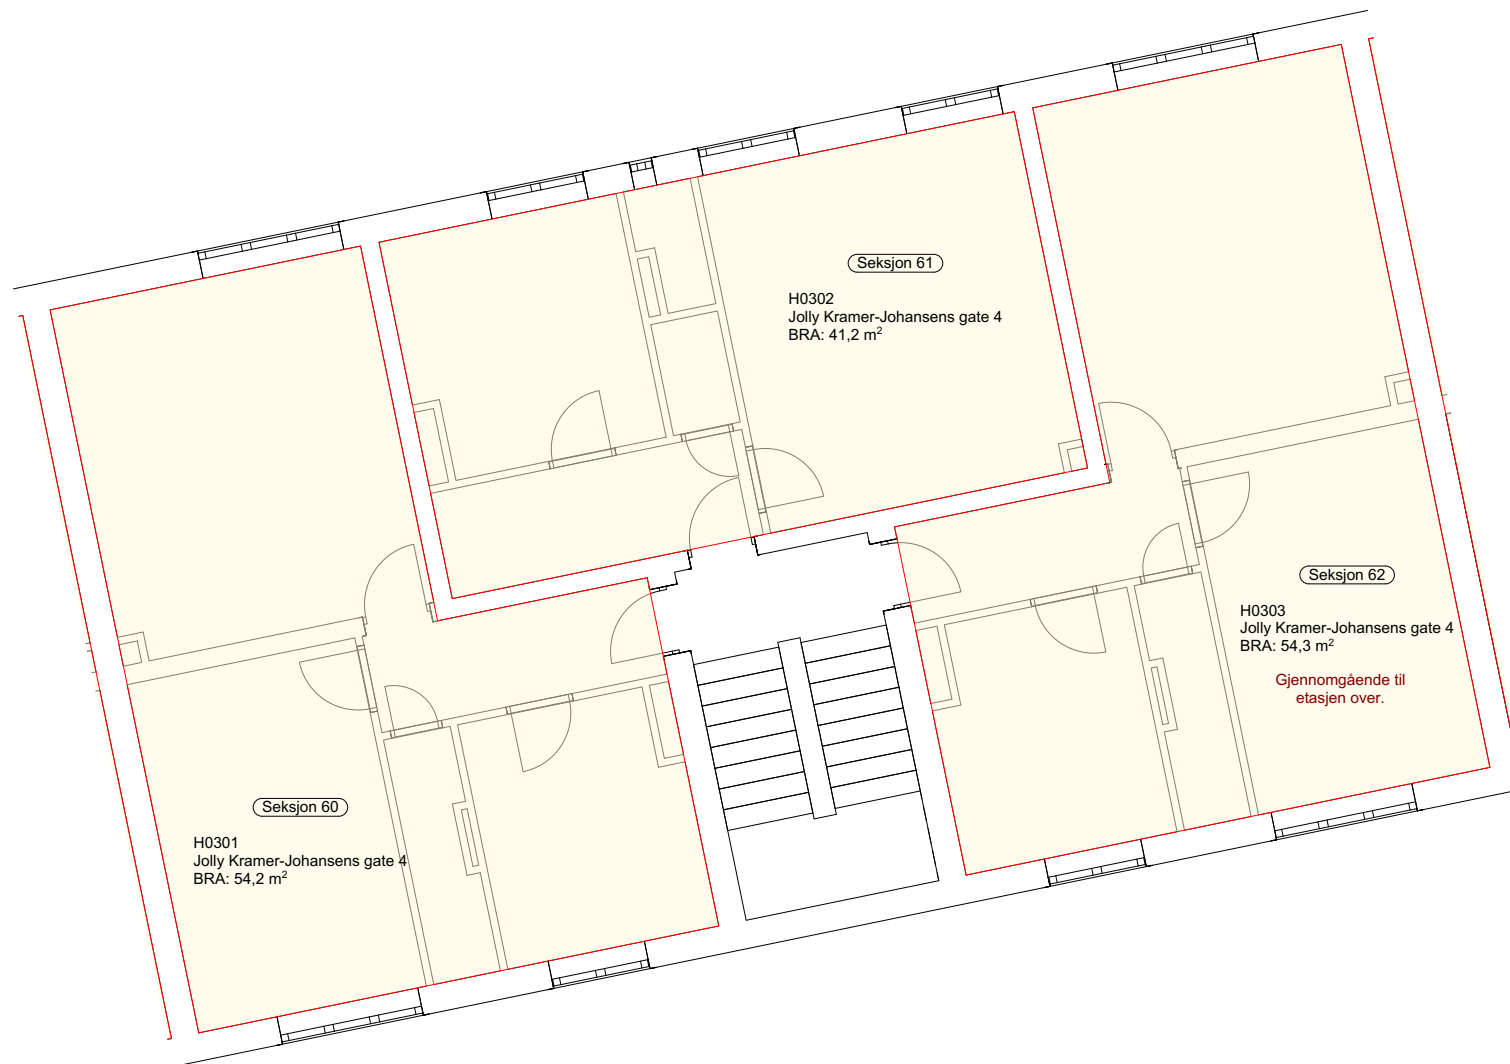 Seksjon 61
H0302
Jolly Kramer-Johansens gate 4
BRA: 41,2 m²
Seksjon 62
H0303
Jolly Kramer-Johansens gate 4
BRA: 54,3 m²
Gjennomgående til
etasjen over.
Seksjon 60
H0301
Jolly Kramer-Johansens gate 4
BRA: 54,2 m²